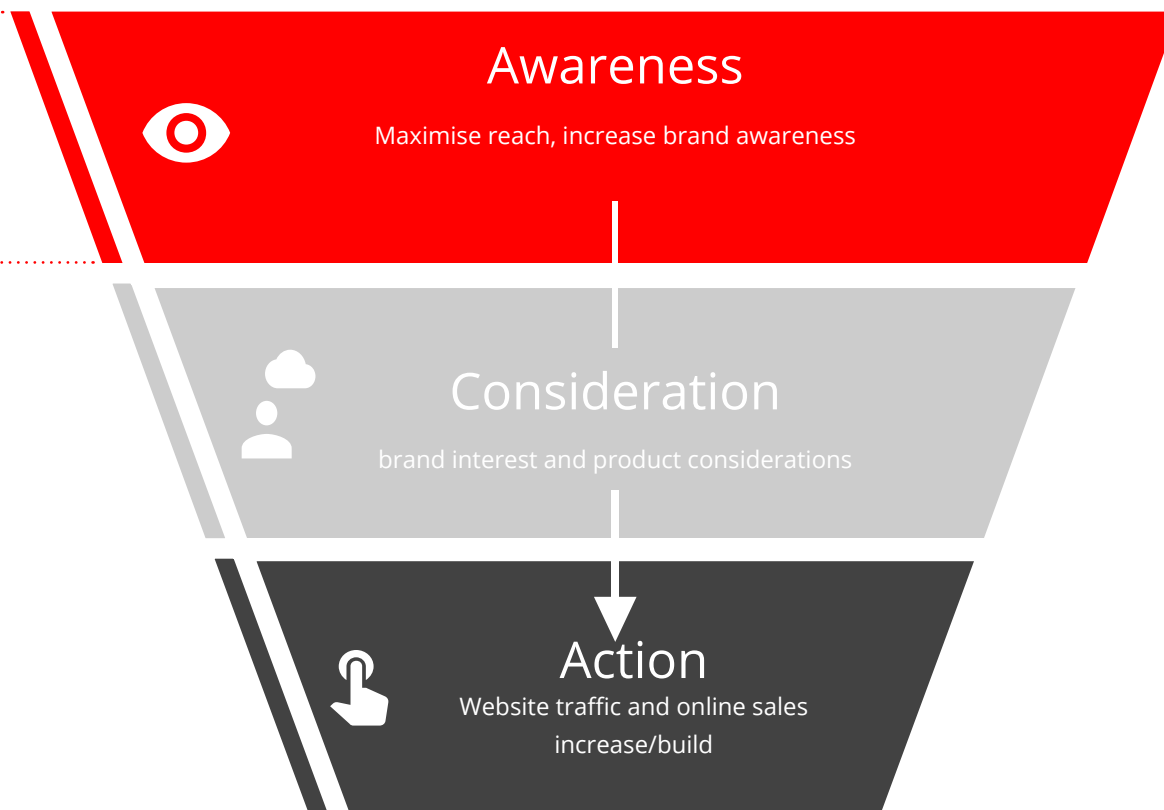 Awareness
Maximise reach, increase brand awareness
Consideration
brand interest and product considerations
Action
Website traffic and online sales
increase/build